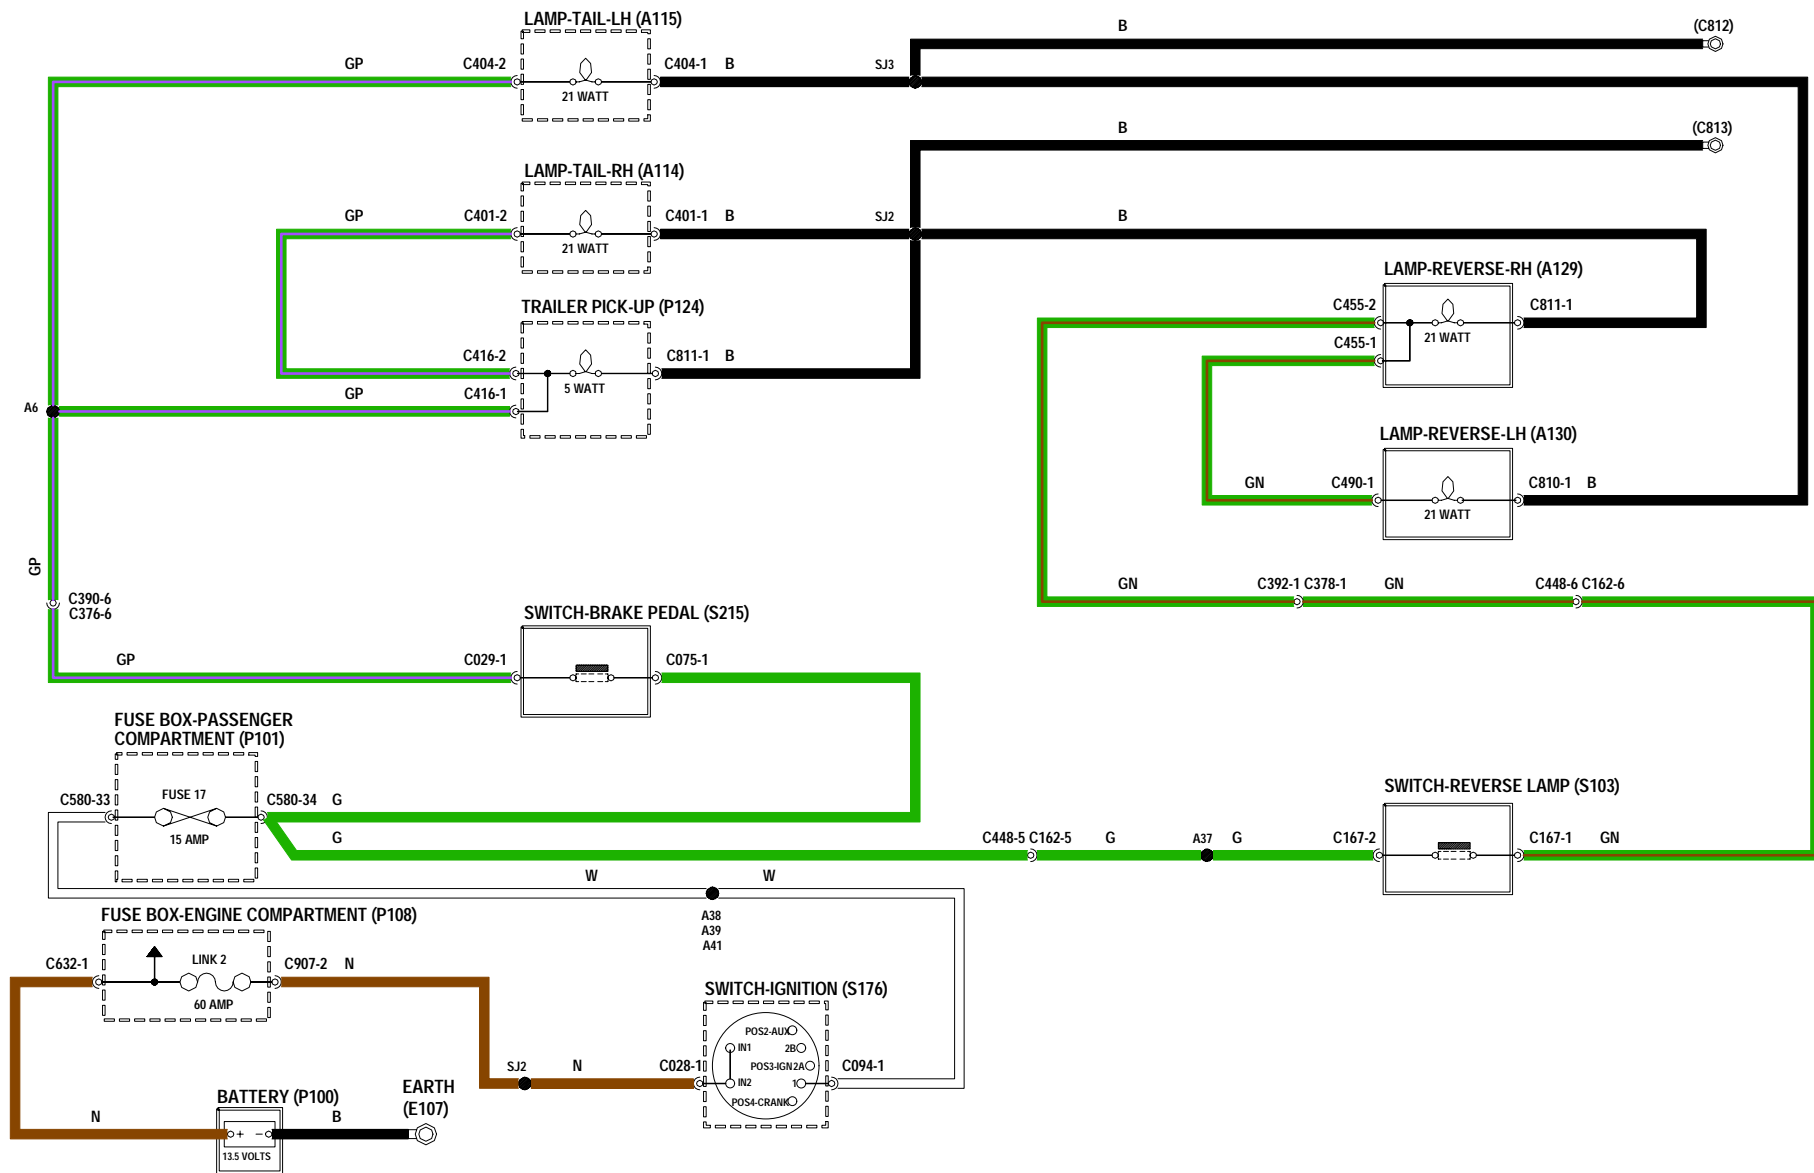 LAMP-TAIL-LH (A115)
B
(C812)
GP
C404-2
C404-1
B
SJ3
21 WATT
B
(C813)
LAMP-TAIL-RH (A114)
GP
C401-2
C401-1
B
SJ2
B
21 WATT
LAMP-REVERSE-RH (A129)
TRAILER PICK-UP (P124)
C455-2
C811-1
C455-1
21 WATT
C416-2
C811-1
B
5 WATT
GP
C416-1
A6
LAMP-REVERSE-LH (A130)
GN
C490-1
C810-1
B
21 WATT
GP
C390-6
C376-6
GN
C392-1 C378-1
GN
C448-6 C162-6
SWITCH-BRAKE PEDAL (S215)
GP
C029-1
C075-1
FUSE BOX-PASSENGER
COMPARTMENT (P101)
C580-33
FUSE 17
C580-34
G
15 AMP
SWITCH-REVERSE LAMP (S103)
G
C448-5 C162-5
G
A37
G
C167-2
C167-1
GN
W
W
A38
A39
A41
FUSE BOX-ENGINE COMPARTMENT (P108)
C632-1
LINK 2
C907-2
N
60 AMP
SWITCH-IGNITION (S176)
POS2-AUX
IN1
2B
POS3-IGN
2A
SJ2
N
C028-1
IN2
1
C094-1
POS4-CRANK
BATTERY (P100)
EARTH
(E107)
N
+
−
B
13.5 VOLTS